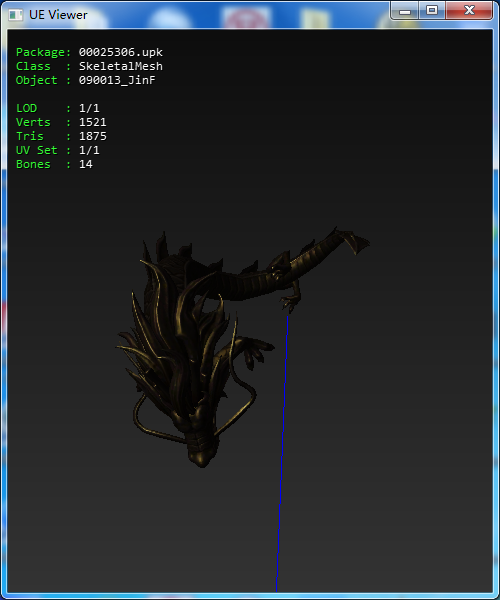 UE Viewer
Package: 00025306.upk
Class : SkeletalMesh
Object : 090013_JinF
LOD : 1/1
Verts : 1521
Tris : 1875
UV Set : 1/1
Bones : 14